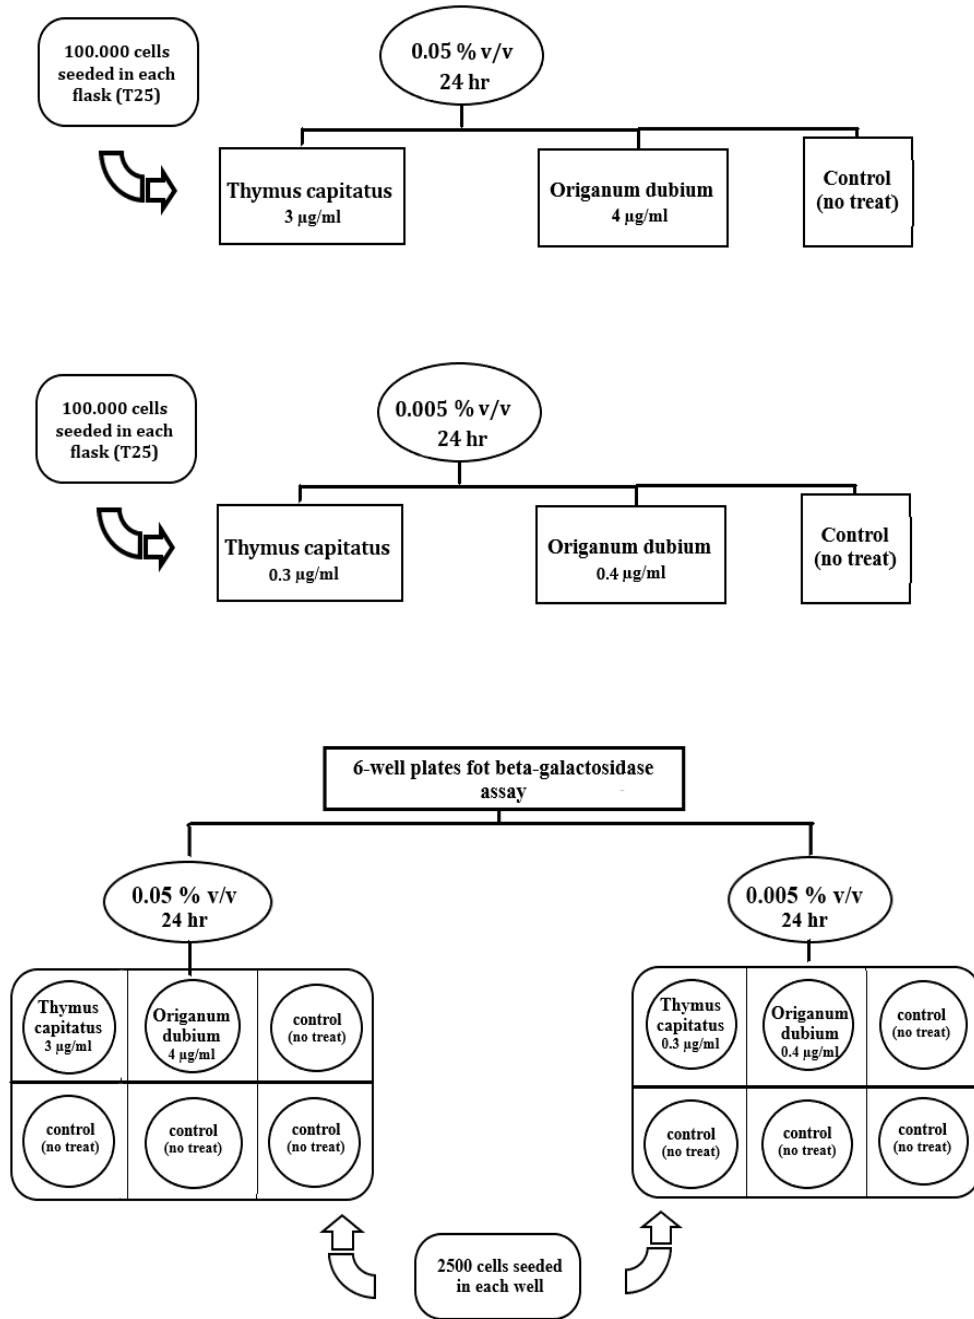 100.000 cells
seeded in each
flask (T25)
0.05 % v/v
24 hr
Thymus capitatus
3 µg/ml
Origanum dubium
4 µg/ml
Control
(no treat)
100.000 cells
seeded in each
flask (T25)
0.005 % v/v
24 hr
Thymus capitatus
0.3 µg/ml
Origanum dubium
0.4 µg/ml
Control
(no treat)
6-well plates fot beta-galactosidase
assay
0.05 % v/v
24 hr
Thymus
capitatus
3 µg/ml
Origanum
dubium
4 µg/ml
control
(no treat)
control
(no treat)
control
(no treat)
control
(no treat)
0.005 % v/v
24 hr
Thymus
capitatus
0.3 µg/ml
Origanum
dubium
0.4 µg/ml
control
(no treat)
control
(no treat)
control
(no treat)
control
(no treat)
2500 cells seeded
in each well